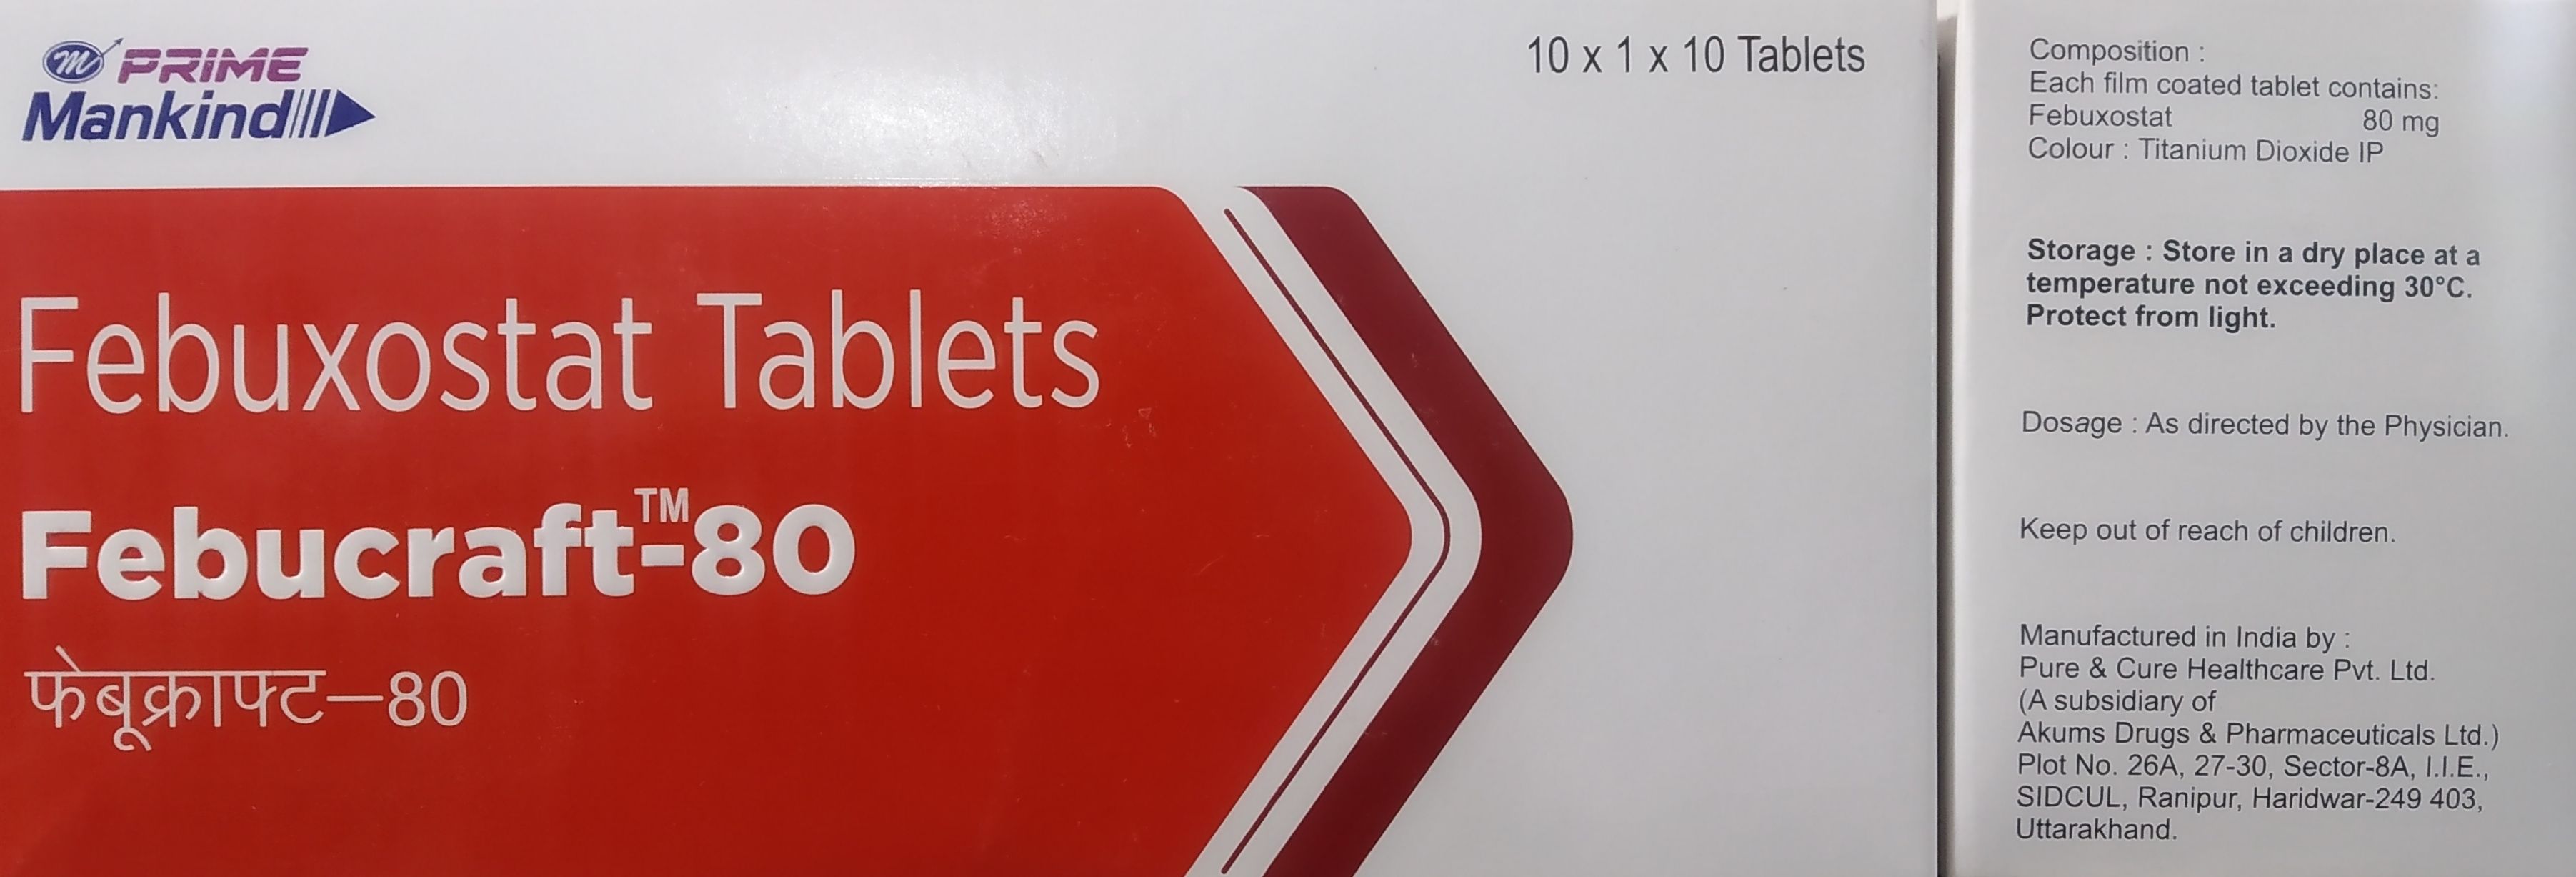 m PRIME
Mankind
10 x 1 x 10 Tablets
Febuxostat Tablets
Febucraft™-80
फेबूक्राफ्ट–80
Composition :
Each film coated tablet contains:
Febuxostat 80 mg
Colour : Titanium Dioxide IP
Storage : Store in a dry place at a
temperature not exceeding 30°C.
Protect from light.
Dosage : As directed by the Physician.
Keep out of reach of children.
Manufactured in India by :
Pure & Cure Healthcare Pvt. Ltd.
(A subsidiary of
Akums Drugs & Pharmaceuticals Ltd.)
Plot No. 26A, 27-30, Sector-8A, I.I.E.,
SIDCUL, Ranipur, Haridwar-249 403,
Uttarakhand.